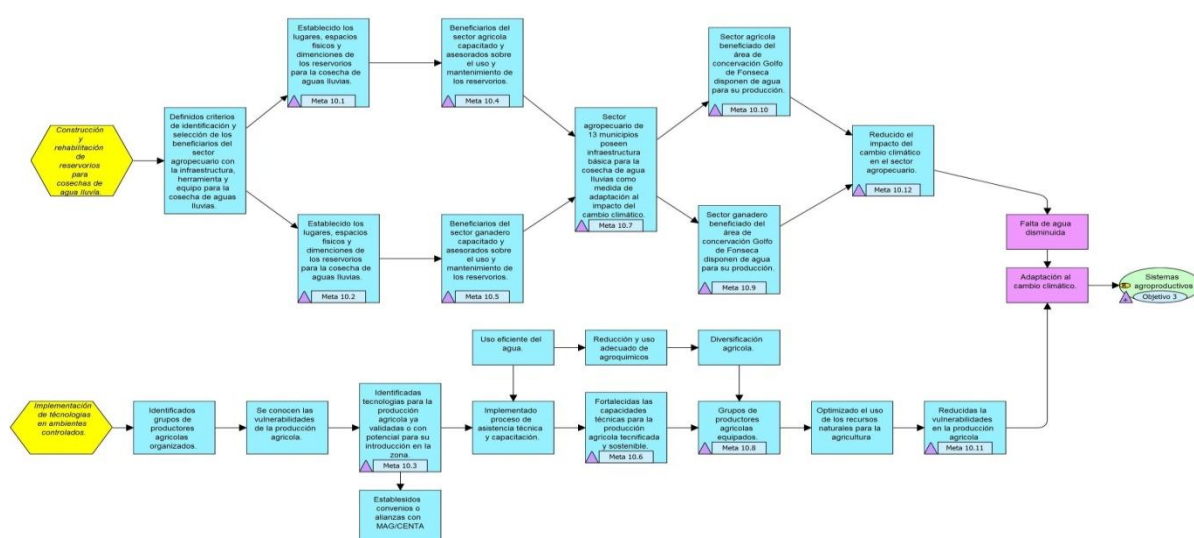 Construcción
y
rehabilitación
de
reservorios
para
cosechas de
agua lluvía.
Definidos criterios
de identificación y
selección de los
beneficiarios del
sector
agropecuario con
la infraestructura,
herramienta y
equipo para la
cosecha de aguas
lluvias.
Establecido los
lugares, espacios
fisicos y
dimenciones de
los reservorios
para la cosecha de
aguas lluvias.
Meta 10.1
Beneficiarios del
sector agricola
capacitado y
asesorados sobre
el uso y
mantenimiento de
los reservorios.
Meta 10.4
Establecido los
lugares, espacios
fisicos y
dimenciones de
los reservorios
para la cosecha de
aguas lluvias.
Meta 10.2
Beneficiarios del
sector ganadero
capacitado y
asesorados sobre
el uso y
mantenimiento de
los reservorios.
Meta 10.5
Sector
agropecuario de
13 municipios
poseen
infraestructura
básica para la
cosecha de agua
lluvias como
medida de
adaptación al
impacto del
cambio climático.
Meta 10.7
Sector agrícola
beneficiado del
área de
concervación Golfo
de Fonseca
disponen de agua
para su
producción.
Meta 10.10
Sector ganadero
beneficiado del
área de
concervación Golfo
de Fonseca
disponen de agua
para su producción.
Meta 10.9
Reducido el
impacto del
cambio climático
en el sector
agropecuario.
Meta 10.12
Falta de agua
disminuida
Adaptación al
cambio climático.
Sistemas
agroproductivos
Objetivo 3
Implementación
de técnologías
en ambientes
controlados.
Identificados
grupos de
productores
agricolas
organizados.
Se conocen las
vulnerabilidades
de la producción
agricola.
Identificadas
tecnologías para la
producción
agricola ya
validadas o con
potencial para su
introducción en la
zona.
Meta 10.3
Establesidos
convenios o
alianzas con
MAG/CENTA
Uso eficiente del
agua.
Reducción y uso
adecuado de
agroquimicos
Diversificación
agricola.
Implementado
proceso de
asistencia técnica
y capacitación.
Fortalecidas las
capacidades
técnicas para la
producción
agrícola tecnificada
y sostenible.
Meta 10.6
Grupos de
productores
agrícolas
equipados.
Meta 10.8
Optimizado el uso
de los recursos
naturales para la
agricultura
Reducidas la
vulnerabilidades
en la producción
agrícola
Meta 10.11